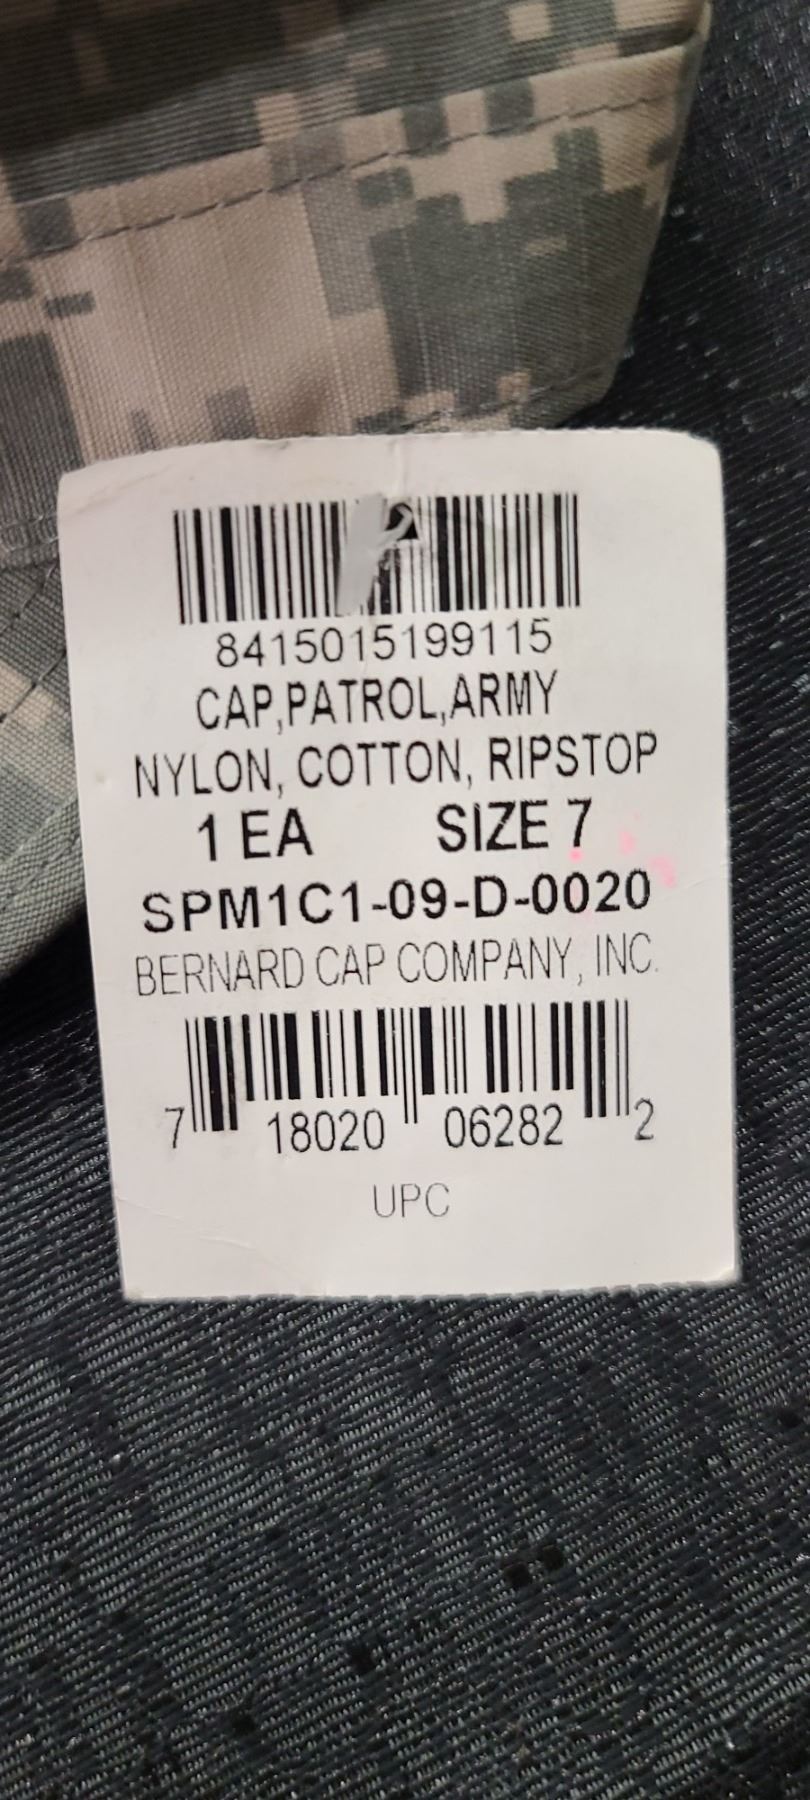 8415015199115
CAP,PATROL,ARMY
NYLON, COTTON, RIPSTOP
1 EA SIZE 7
SPM1C1-09-D-0020
BERNARD CAP COMPANY, INC.
7 18020 06282 2
UPC